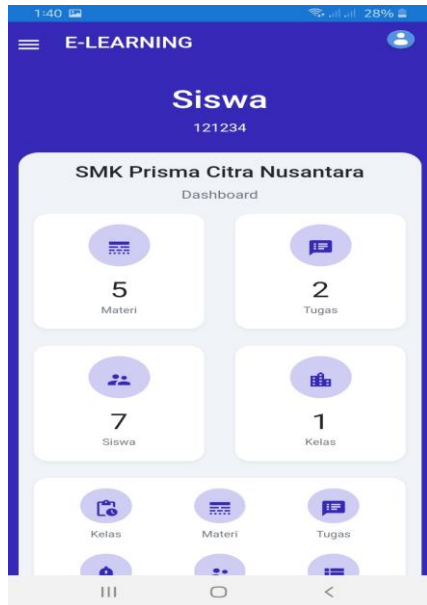 1:40 28%
E-LEARNING
Siswa
121234
SMK Prisma Citra Nusantara
Dashboard
5 2
Materi Tugas
7 1
Siswa Kelas
Kelas Materi Tugas